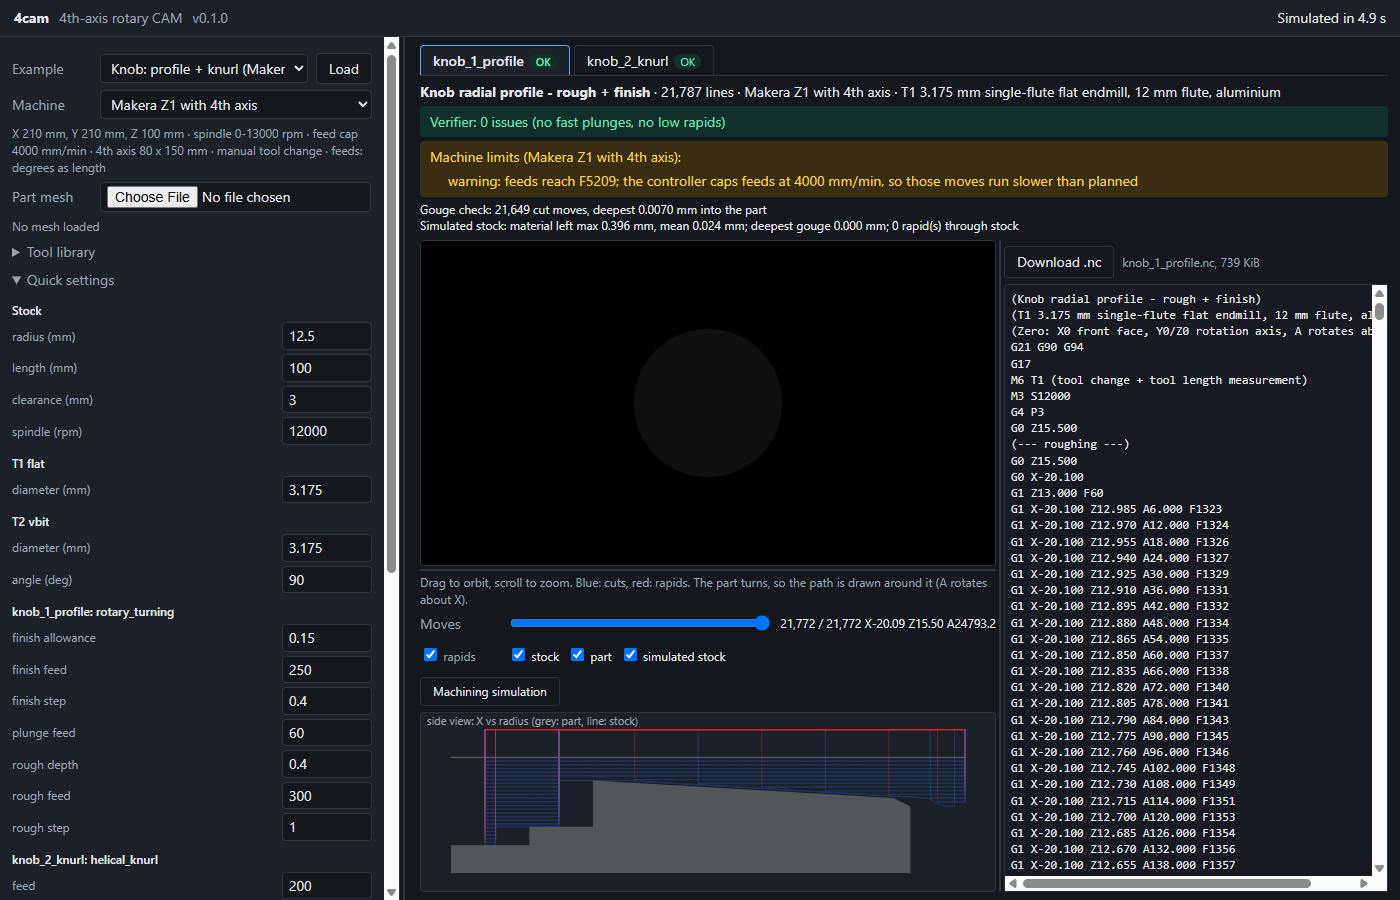 4cam 4th-axis rotary CAM v0.1.0
Simulated in 4.9 s
Example Knob: profile + knurl (Maker Load
Machine Makera Z1 with 4th axis
X 210 mm, Y 210 mm, Z 100 mm · spindle 0-13000 rpm · feed cap
4000 mm/min · 4th axis 80 x 150 mm · manual tool change · feeds:
degrees as length
Part mesh Choose File No file chosen
No mesh loaded
Tool library
Quick settings
Stock
radius (mm) 12.5
length (mm) 100
clearance (mm) 3
spindle (rpm) 12000
T1 flat
diameter (mm) 3.175
T2 vbit
diameter (mm) 3.175
angle (deg) 90
knob_1_profile: rotary_turning
finish allowance 0.15
finish feed 250
finish step 0.4
plunge feed 60
rough depth 0.4
rough feed 300
rough step 1
knob_2_knurl: helical_knurl
feed 200
knob_1_profile OK
knob_2_knurl OK
Knob radial profile - rough + finish · 21,787 lines · Makera Z1 with 4th axis · T1 3.175 mm single-flute flat endmill, 12 mm flute, aluminium
Verifier: 0 issues (no fast plunges, no low rapids)
Machine limits (Makera Z1 with 4th axis):
warning: feeds reach F5209; the controller caps feeds at 4000 mm/min, so those moves run slower than planned
Gouge check: 21,649 cut moves, deepest 0.0070 mm into the part
Simulated stock: material left max 0.396 mm, mean 0.024 mm; deepest gouge 0.000 mm; 0 rapid(s) through stock
Drag to orbit, scroll to zoom. Blue: cuts, red: rapids. The part turns, so the path is drawn around it (A rotates
about X).
Moves 21,772 / 21,772 X-20.09 Z15.50 A24793.2
rapids stock part simulated stock
Machining simulation
side view: X vs radius (grey: part, line: stock)
Download .nc knob_1_profile.nc, 739 KiB
(Knob radial profile - rough + finish)
(T1 3.175 mm single-flute flat endmill, 12 mm flute, al
(Zero: X0 front face, Y0/Z0 rotation axis, A rotates ab
G21 G90 G94
G17
M6 T1 (tool change + tool length measurement)
M3 S12000
G4 P3
G0 Z15.500
(--- roughing ---)
G0 Z15.500
G0 X-20.100
G1 Z13.000 F60
G1 X-20.100 Z12.985 A6.000 F1323
G1 X-20.100 Z12.970 A12.000 F1324
G1 X-20.100 Z12.955 A18.000 F1326
G1 X-20.100 Z12.940 A24.000 F1327
G1 X-20.100 Z12.925 A30.000 F1329
G1 X-20.100 Z12.910 A36.000 F1331
G1 X-20.100 Z12.895 A42.000 F1332
G1 X-20.100 Z12.880 A48.000 F1334
G1 X-20.100 Z12.865 A54.000 F1335
G1 X-20.100 Z12.850 A60.000 F1337
G1 X-20.100 Z12.835 A66.000 F1338
G1 X-20.100 Z12.820 A72.000 F1340
G1 X-20.100 Z12.805 A78.000 F1341
G1 X-20.100 Z12.790 A84.000 F1343
G1 X-20.100 Z12.775 A90.000 F1345
G1 X-20.100 Z12.760 A96.000 F1346
G1 X-20.100 Z12.745 A102.000 F1348
G1 X-20.100 Z12.730 A108.000 F1349
G1 X-20.100 Z12.715 A114.000 F1351
G1 X-20.100 Z12.700 A120.000 F1353
G1 X-20.100 Z12.685 A126.000 F1354
G1 X-20.100 Z12.670 A132.000 F1356
G1 X-20.100 Z12.655 A138.000 F1357